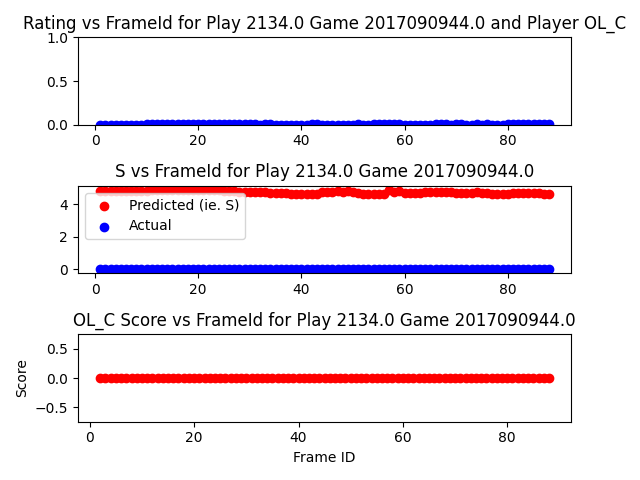 Rating vs FrameId for Play 2134.0 Game 2017090944.0 and Player OL_C
1.0
0.5
0.0
0 20 40 60 80
S vs FrameId for Play 2134.0 Game 2017090944.0
4
2
0
Predicted (ie. S)
Actual
0 20 40 60 80
OL_C Score vs FrameId for Play 2134.0 Game 2017090944.0
Score
0.5
0.0
−0.5
0 20 40 60 80
Frame ID